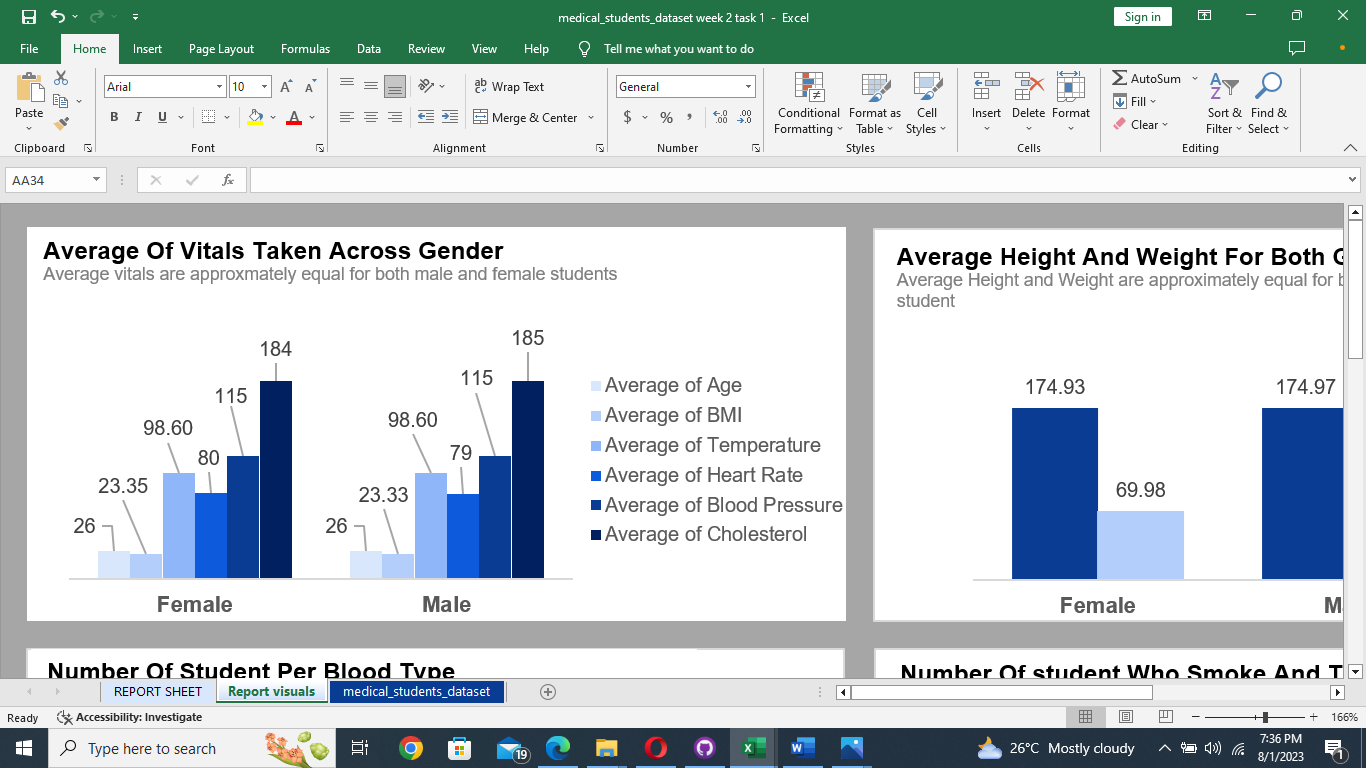 medical_students_dataset week 2 task 1 - Excel
Sign in
File Home Insert Page Layout Formulas Data Review View Help Tell me what you want to do
Paste
Clipboard
Arial 10
B I U A
Font
Wrap Text
Merge & Center
Alignment
General
$ % ,
Number
Conditional Formatting
Format as Table
Cell Styles
Styles
Insert Delete Format
Cells
AutoSum
Fill
Clear
Sort & Filter
Find & Select
Editing
AA34
fx
Average Of Vitals Taken Across Gender
Average vitals are approxmately equal for both male and female students
26
23.35
98.60
80
115
184
26
23.33
98.60
79
115
185
Average of Age
Average of BMI
Average of Temperature
Average of Heart Rate
Average of Blood Pressure
Average of Cholesterol
Female Male
Average Height And Weight For Both G
Average Height and Weight are approximately equal for b
student
174.93
69.98
174.97
Female M
Number Of Student Per Blood Type
Number Of student Who Smoke And T
REPORT SHEET Report visuals medical_students_dataset
Ready Accessibility: Investigate
166%
Type here to search
19
26°C Mostly cloudy
7:36 PM
8/1/2023
1